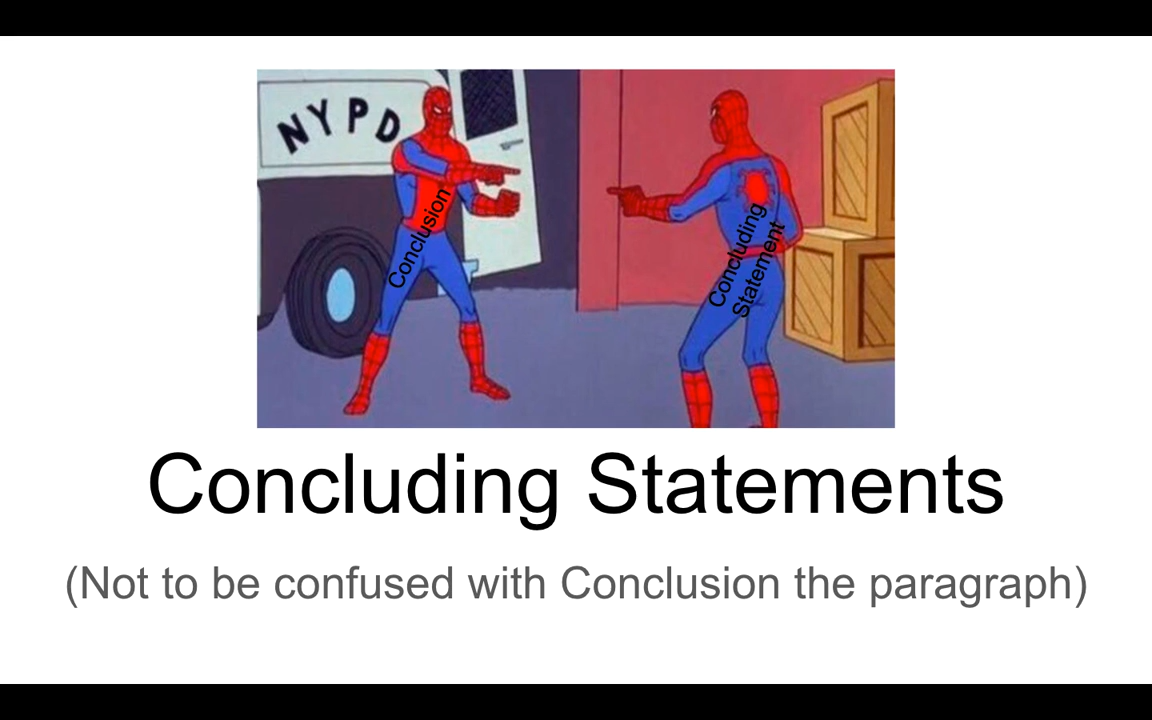 NYPD
Conclusion
Concluding
Statement
Concluding Statements
(Not to be confused with Conclusion the paragraph)